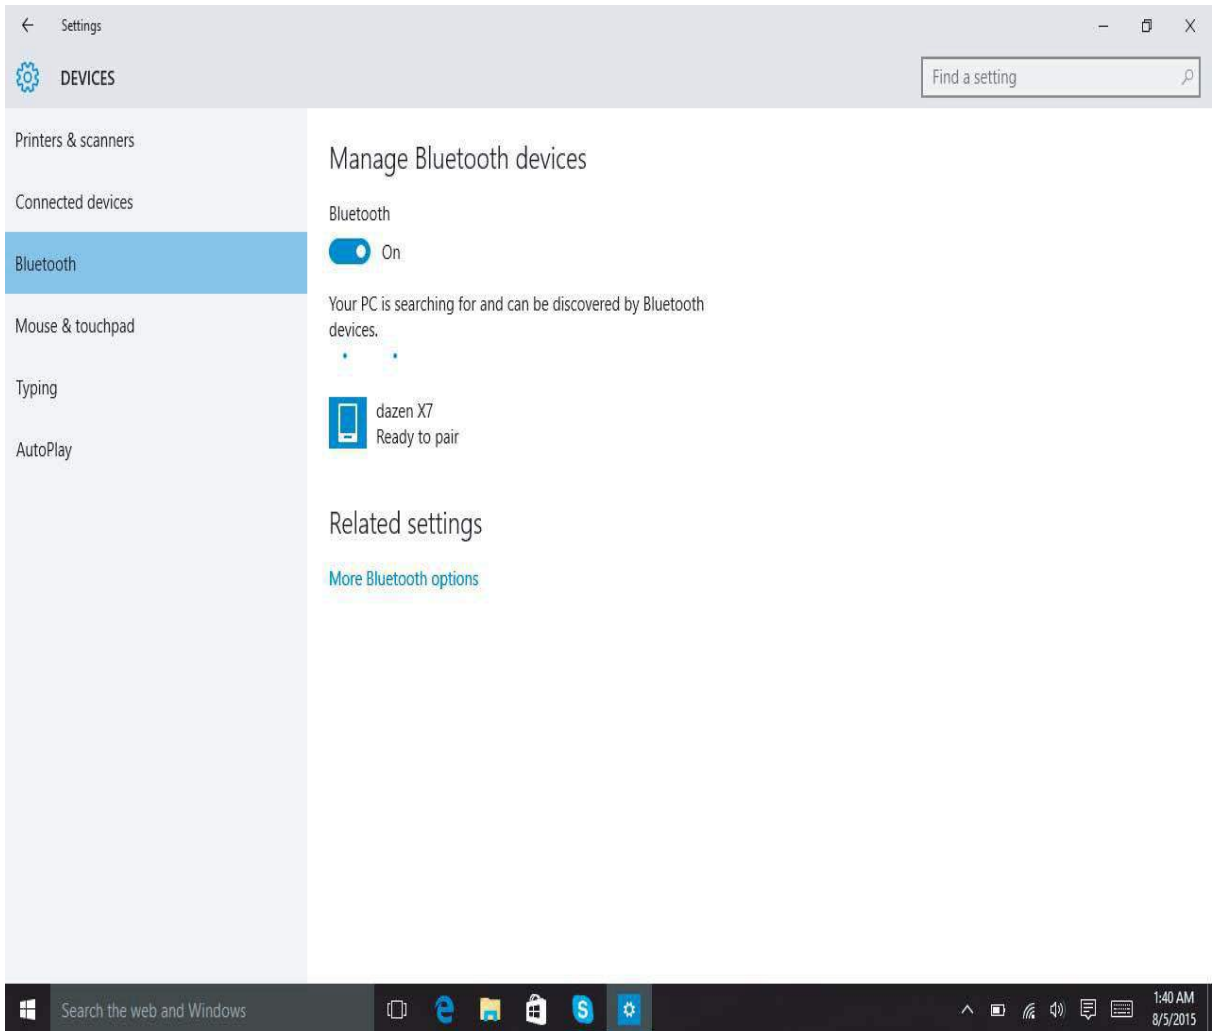 Settings
DEVICES
Find a setting
Printers & scanners
Connected devices
Bluetooth
Mouse & touchpad
Typing
AutoPlay
Manage Bluetooth devices
Bluetooth
On
Your PC is searching for and can be discovered by Bluetooth
devices.
dazen X7
Ready to pair
Related settings
More Bluetooth options
Search the web and Windows
1:40 AM
8/5/2015